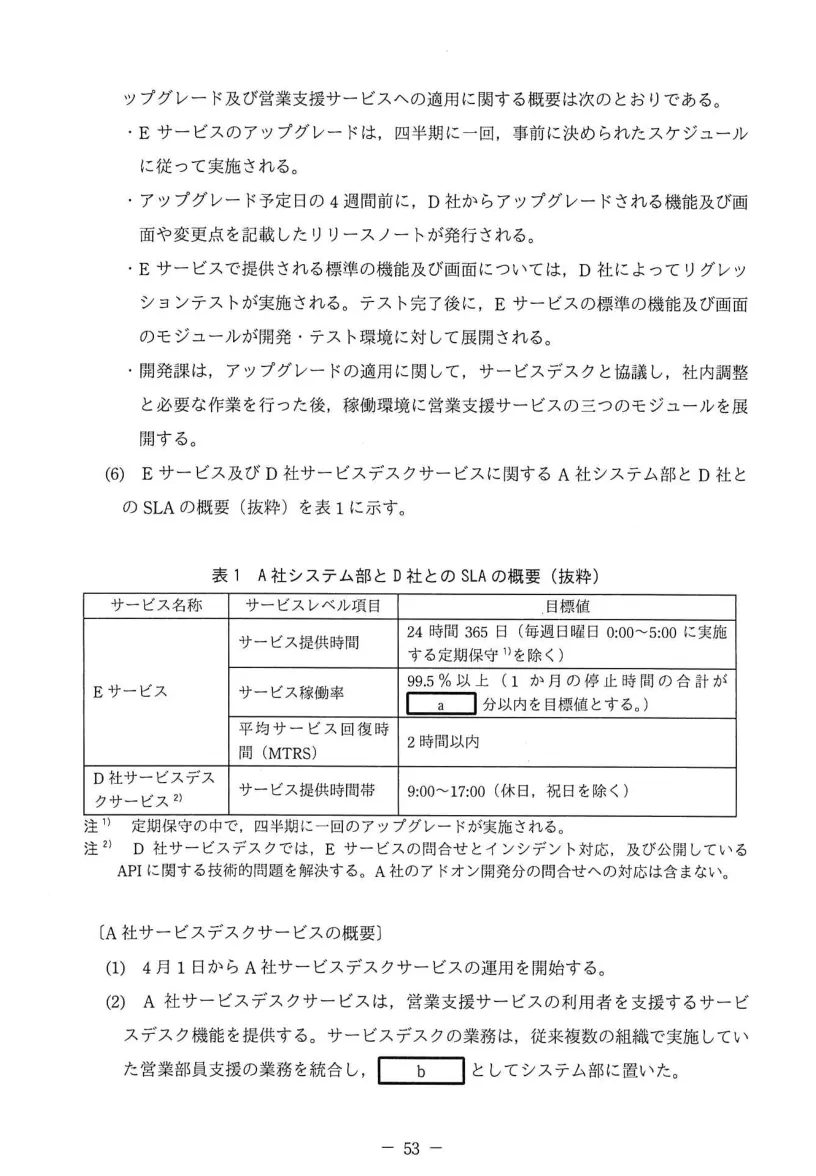 ップグレード及び営業支援サービスへの適用に関する概要は次のとおりである。
・E サービスのアップグレードは，四半期に一回，事前に決められたスケジュール
に従って実施される。
・アップグレード予定日の 4 週間前に，D 社からアップグレードされる機能及び画
面や変更点を記載したリリースノートが発行される。
・E サービスで提供される標準の機能及び画面については，D 社によってリグレッ
ションテストが実施される。テスト完了後に，E サービスの標準の機能及び画面
のモジュールが開発・テスト環境に対して展開される。
・開発課は，アップグレードの適用に関して，サービスデスクと協議し，社内調整
と必要な作業を行った後，稼働環境に営業支援サービスの三つのモジュールを展
開する。
(6) E サービス及び D 社サービスデスクサービスに関する A 社システム部と D 社と
の SLA の概要（抜粋）を表 1 に示す。
表 1 A 社システム部と D 社との SLA の概要（抜粋）
サービス名称 サービスレベル項目 目標値
E サービス
サービス提供時間
24 時間 365 日（毎週日曜日 0:00～5:00 に実施
する定期保守 1)を除く）
サービス稼働率
99.5 % 以上（1 か月の停止時間の合計が
a 分以内を目標値とする。）
平均サービス回復時
間（MTRS）
2 時間以内
D 社サービスデス
クサービス 2)
サービス提供時間帯
9:00～17:00（休日，祝日を除く）
注 1) 定期保守の中で，四半期に一回のアップグレードが実施される。
注 2) D 社サービスデスクでは，E サービスの問合せとインシデント対応，及び公開している
API に関する技術的問題を解決する。A 社のアドオン開発分の問合せへの対応は含まない。
〔A 社サービスデスクサービスの概要〕
(1) 4 月 1 日から A 社サービスデスクサービスの運用を開始する。
(2) A 社サービスデスクサービスは，営業支援サービスの利用者を支援するサービ
スデスク機能を提供する。サービスデスクの業務は，従来複数の組織で実施してい
た営業部員支援の業務を統合し， b としてシステム部に置いた。
－ 53 －